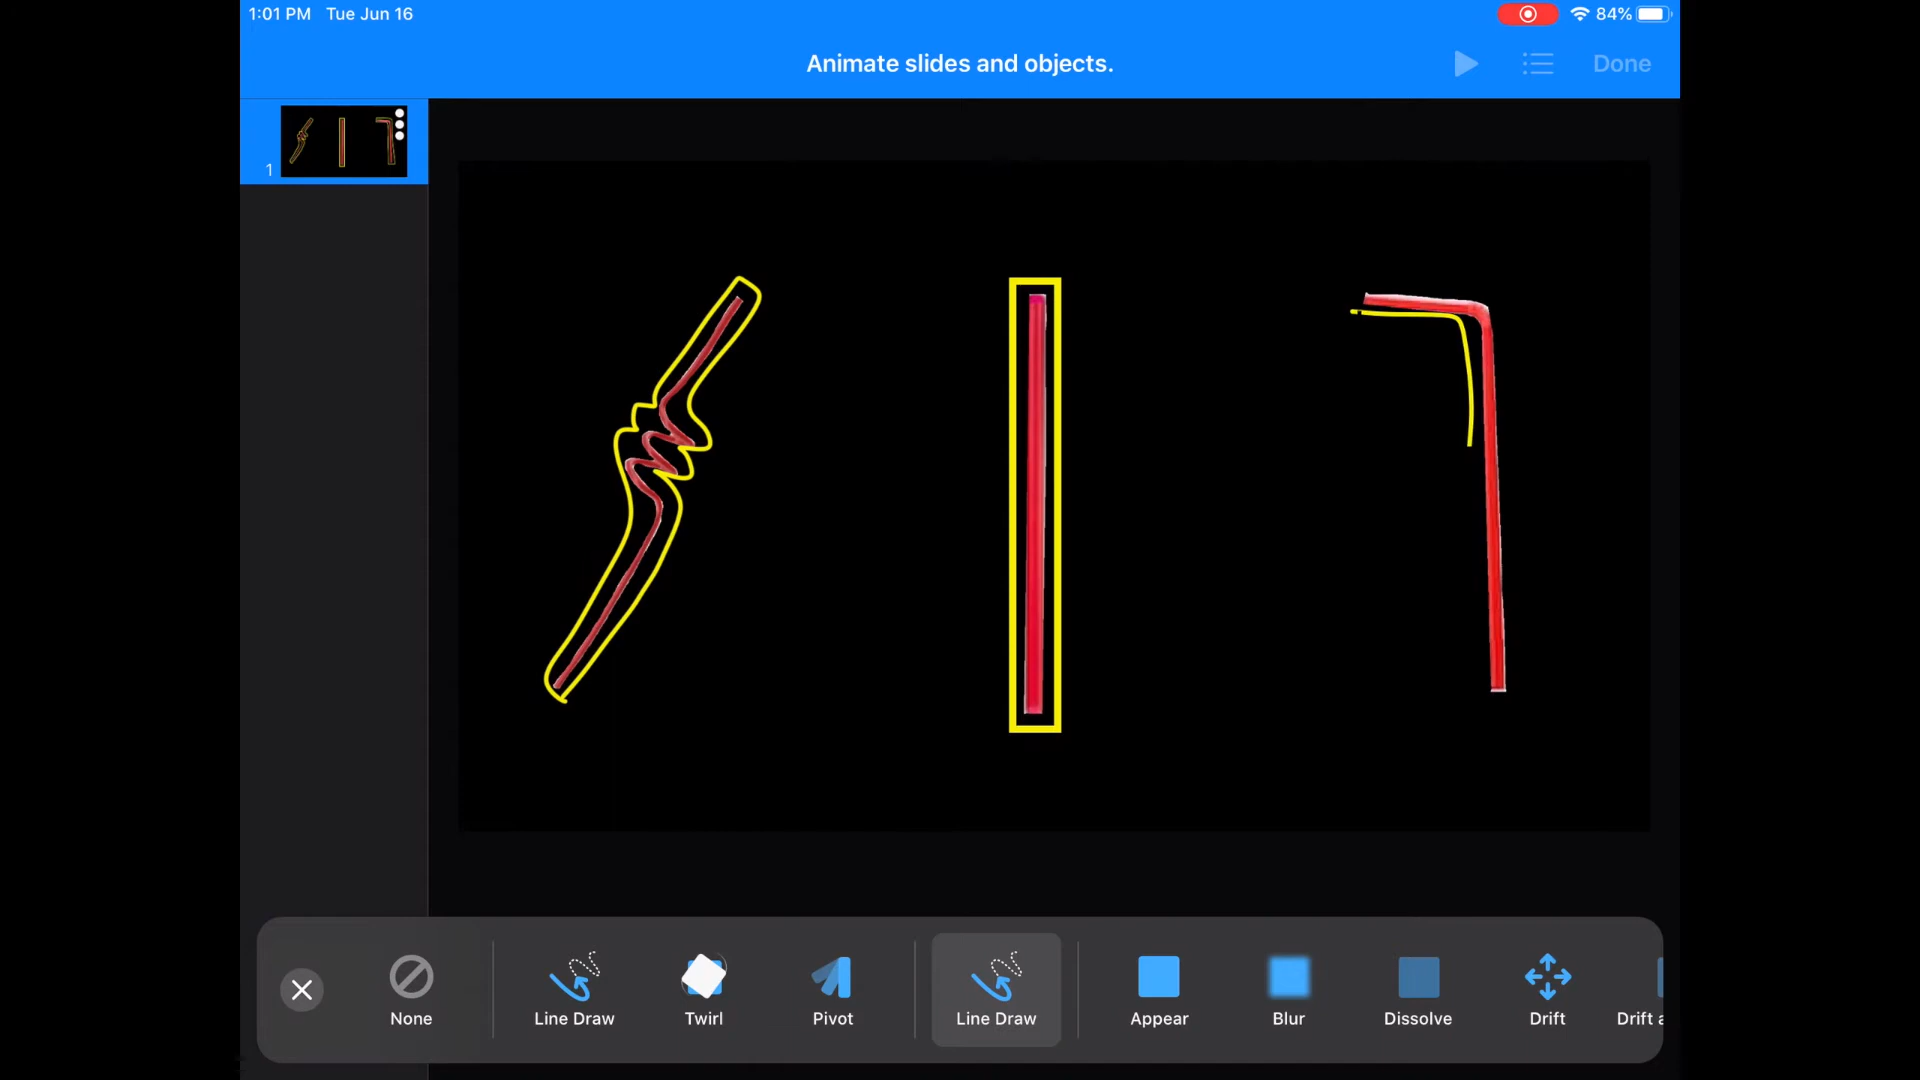 1:01 PM Tue Jun 16
84%
Animate slides and objects.
Done
1
None
Line Draw
Twirl
Pivot
Line Draw
Appear
Blur
Dissolve
Drift
Drift a